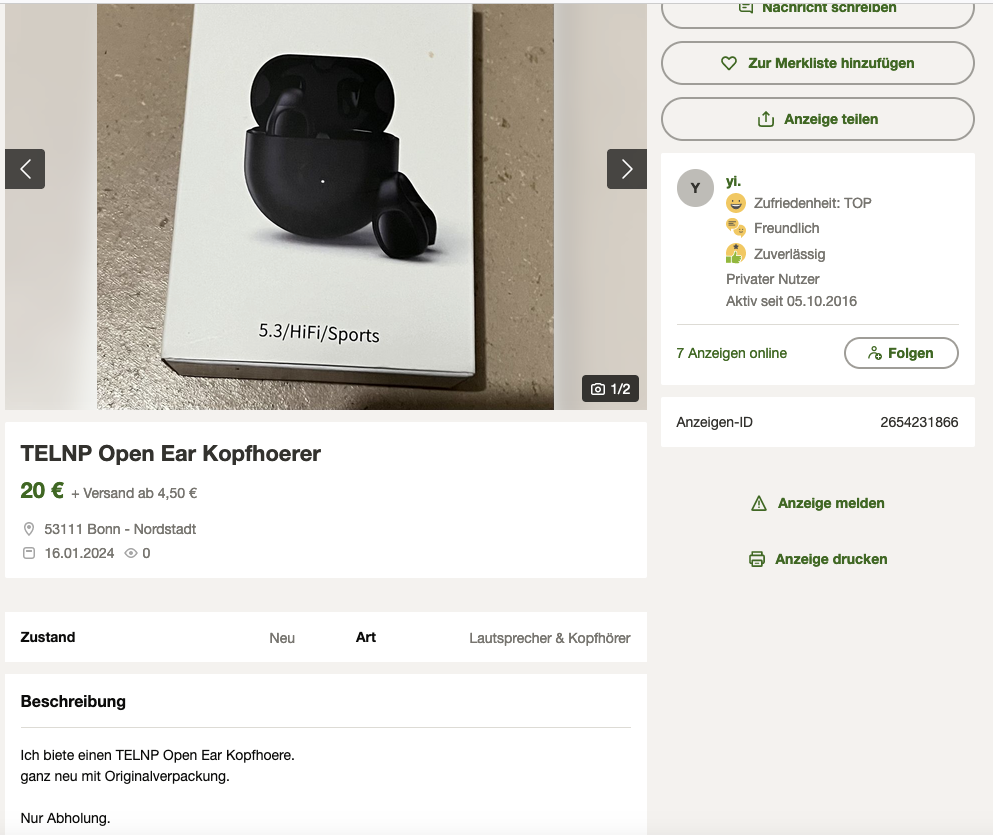 Nachricht schreiben
Zur Merkliste hinzufügen
Anzeige teilen
5.3/HiFi/Sports
1/2
Y
yi.
Zufriedenheit: TOP
Freundlich
Zuverlässig
Privater Nutzer
Aktiv seit 05.10.2016
7 Anzeigen online
Folgen
Anzeigen-ID 2654231866
Anzeige melden
Anzeige drucken
TELNP Open Ear Kopfhoerer
20 € + Versand ab 4,50 €
53111 Bonn - Nordstadt
16.01.2024 0
Zustand Neu Art Lautsprecher & Kopfhörer
Beschreibung
Ich biete einen TELNP Open Ear Kopfhoere.
ganz neu mit Originalverpackung.
Nur Abholung.